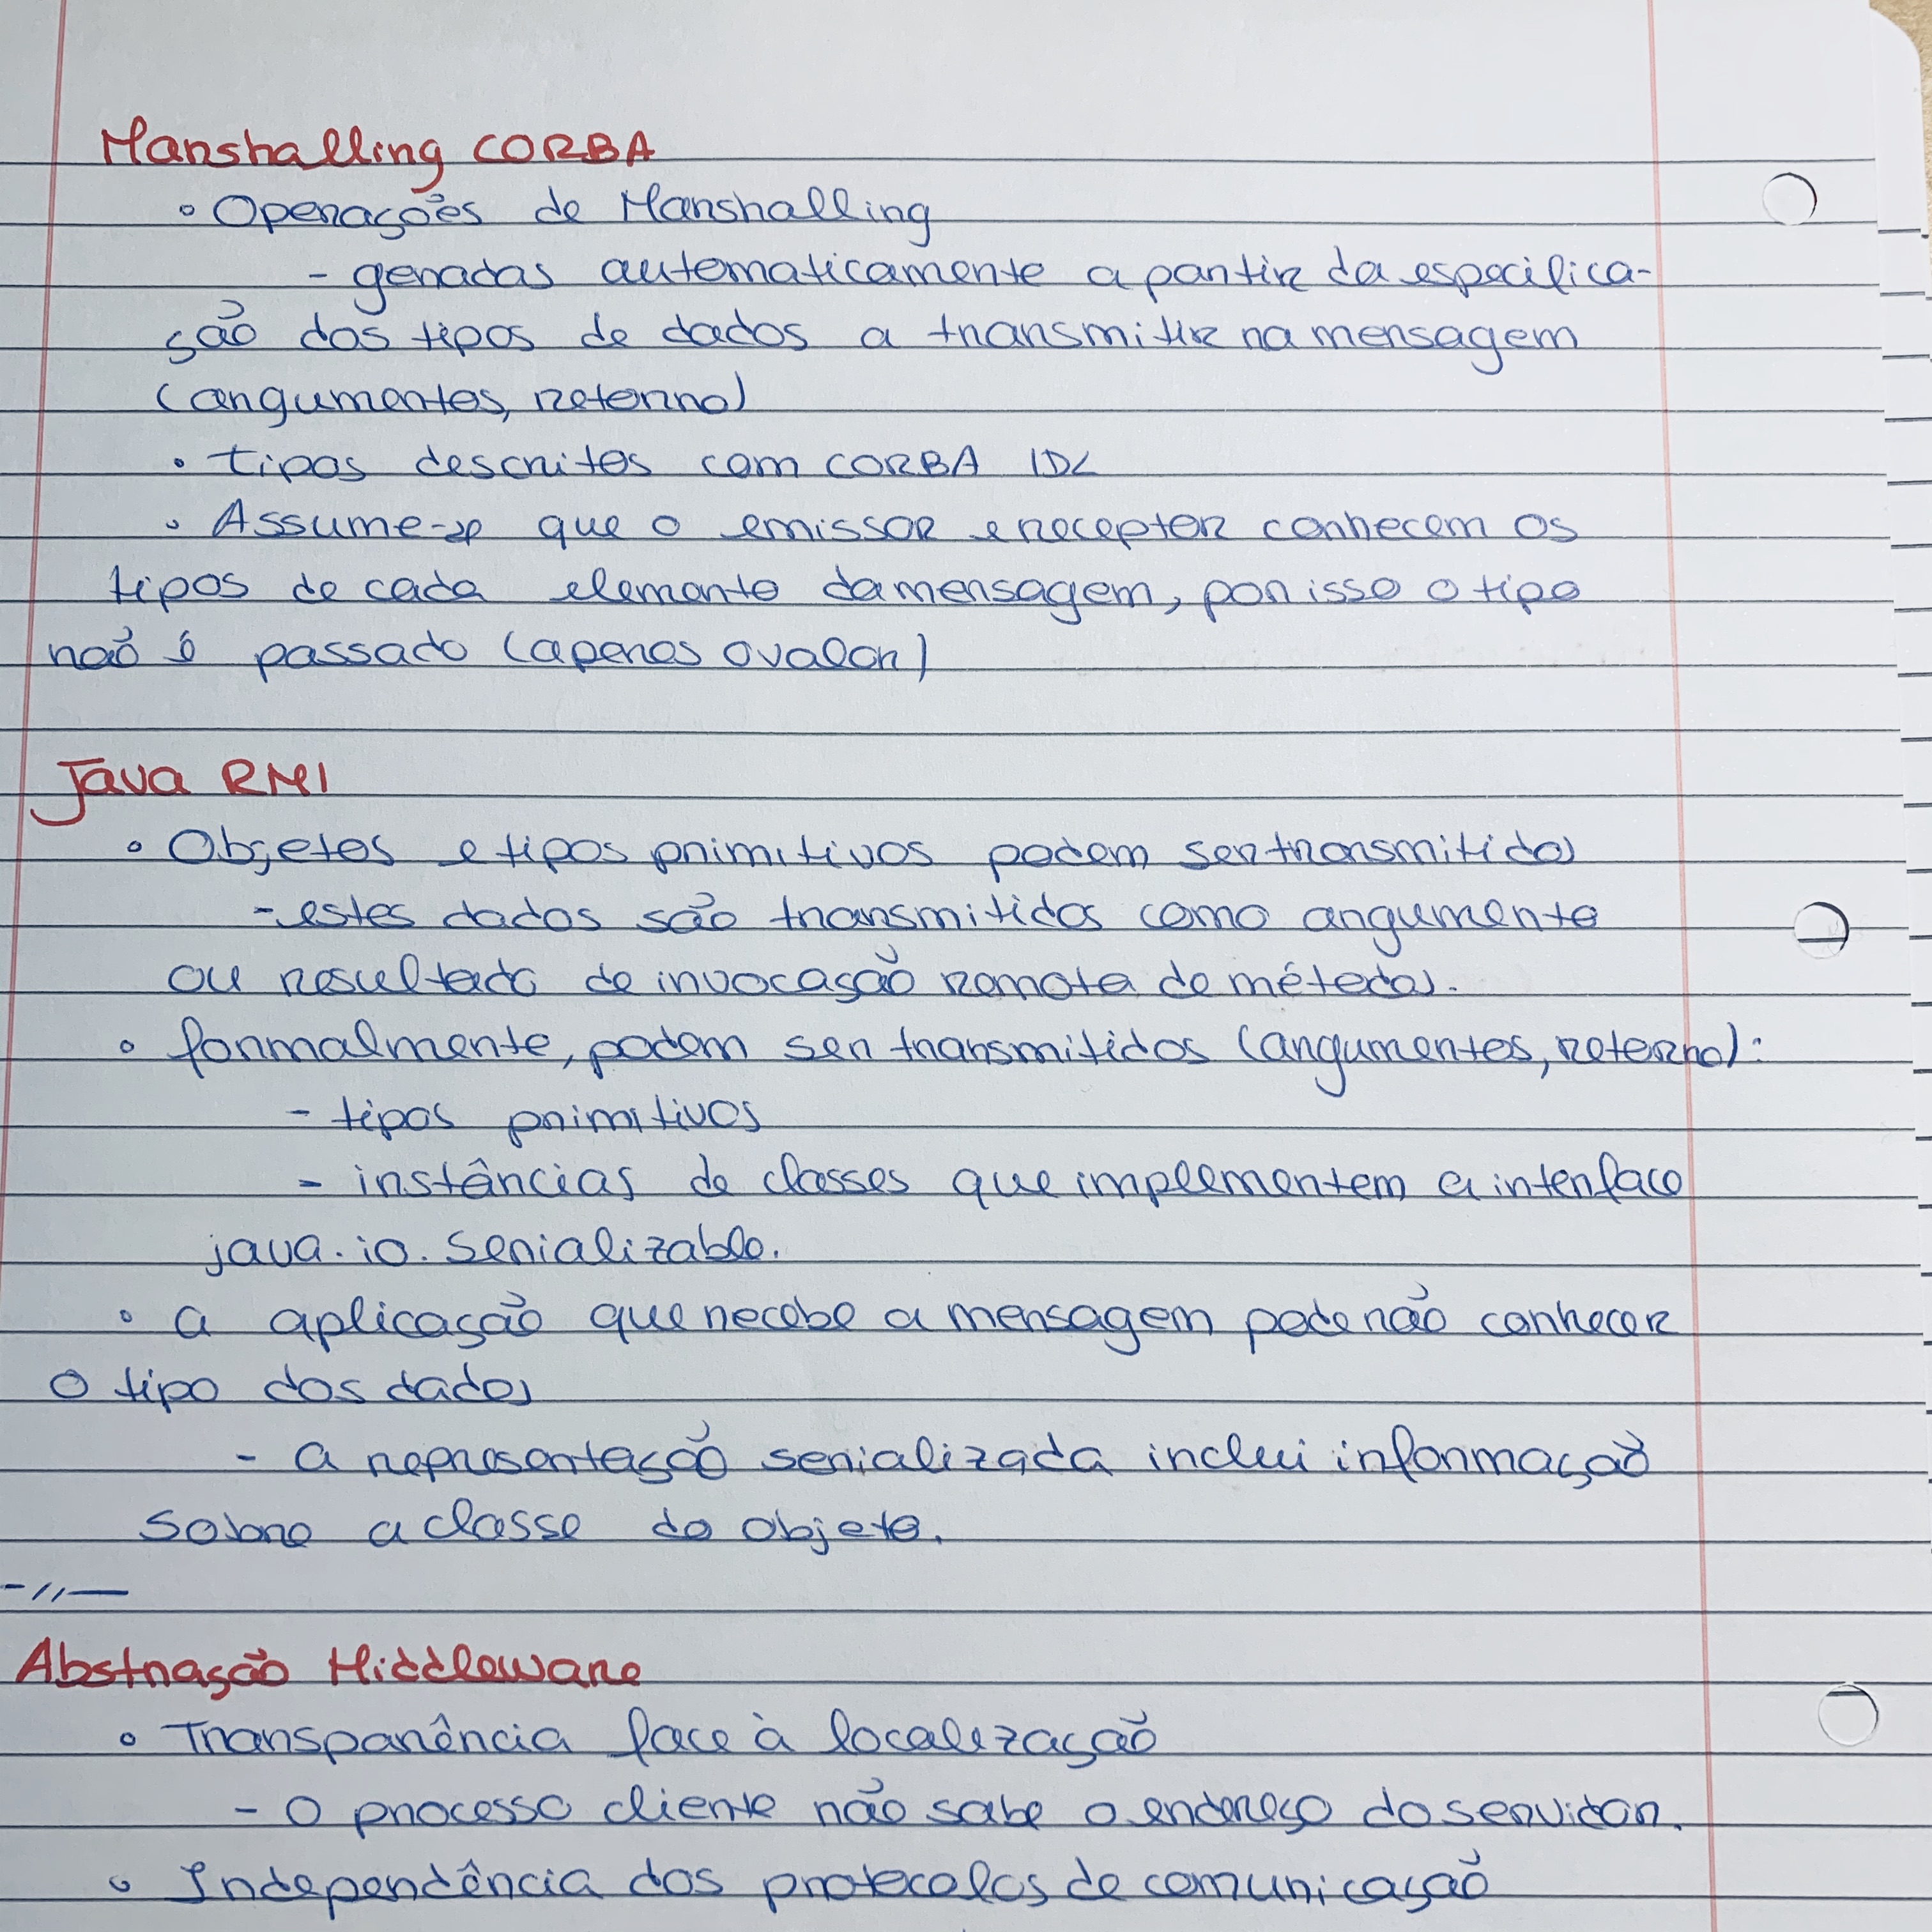 Marshalling CORBA
• Operações de Marshalling
- geradas automaticamente a partir da especifica-
ção dos tipos de dados a transmitir na mensagem
(argumentos, retorno)
• tipos descritos com CORBA IDL
• Assume-se que o emissor e receptor conhecem os
tipos de cada elemento da mensagem, por isso o tipo
não é passado (apenas o valor)
Java RMI
• Objetos e tipos primitivos podem ser transmitidos
- estes dados são transmitidos como argumento
ou resultado de invocação remota de métodos.
• formalmente, podem ser transmitidos (argumentos, retorno):
- tipos primitivos
- instâncias de classes que implementem a interface
java.io.Serializable.
• a aplicação que recebe a mensagem pode não conhecer
o tipo dos dados
- a representação serializada inclui informação
sobre a classe do objeto.
-//-
Abstração Middleware
• Transparência face à localização
- O processo cliente não sabe o endereço do servidor.
• Independência dos protocolos de comunicação